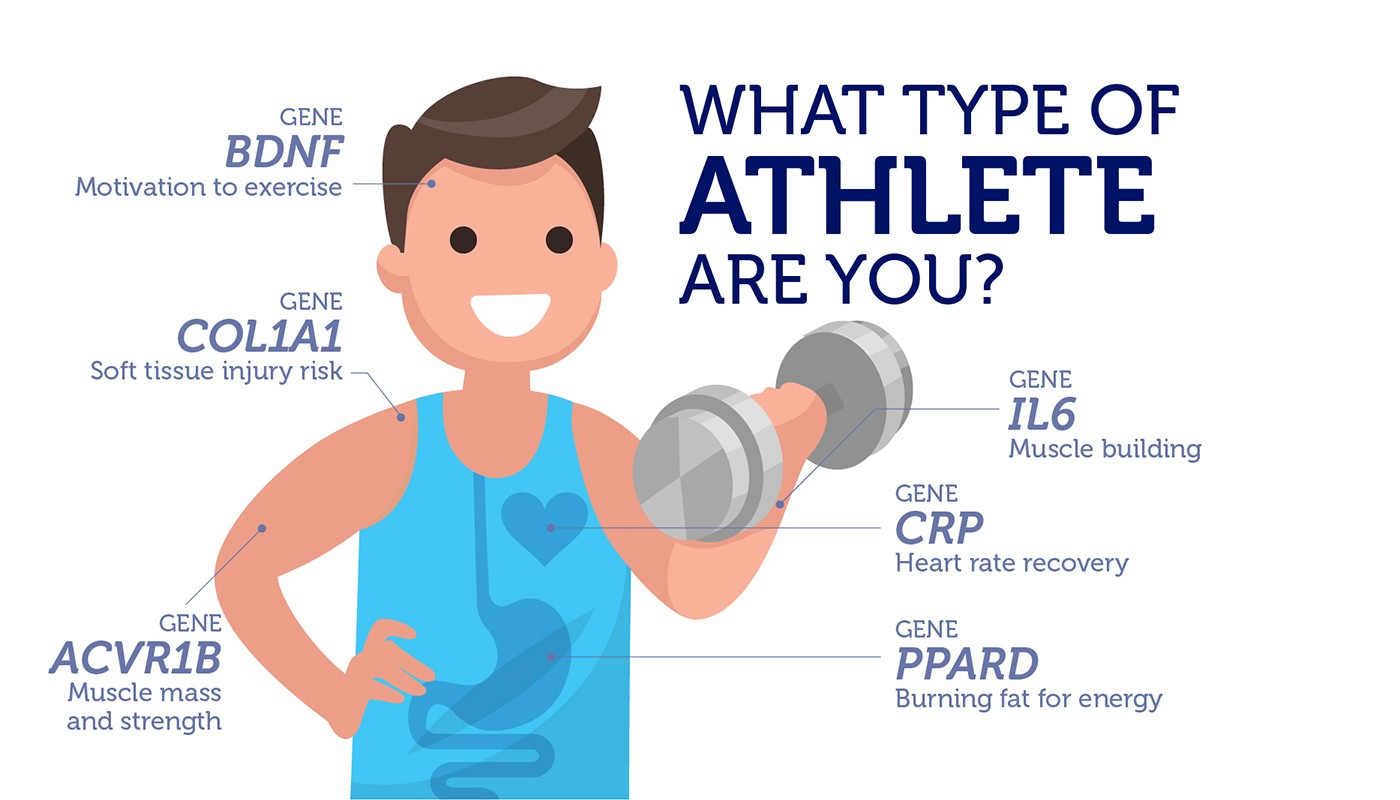 WHAT TYPE OF
ATHLETE
ARE YOU?
GENE
BDNF
Motivation to exercise
GENE
COL1A1
Soft tissue injury risk
GENE
ACVR1B
Muscle mass
and strength
GENE
IL6
Muscle building
GENE
CRP
Heart rate recovery
GENE
PPARD
Burning fat for energy